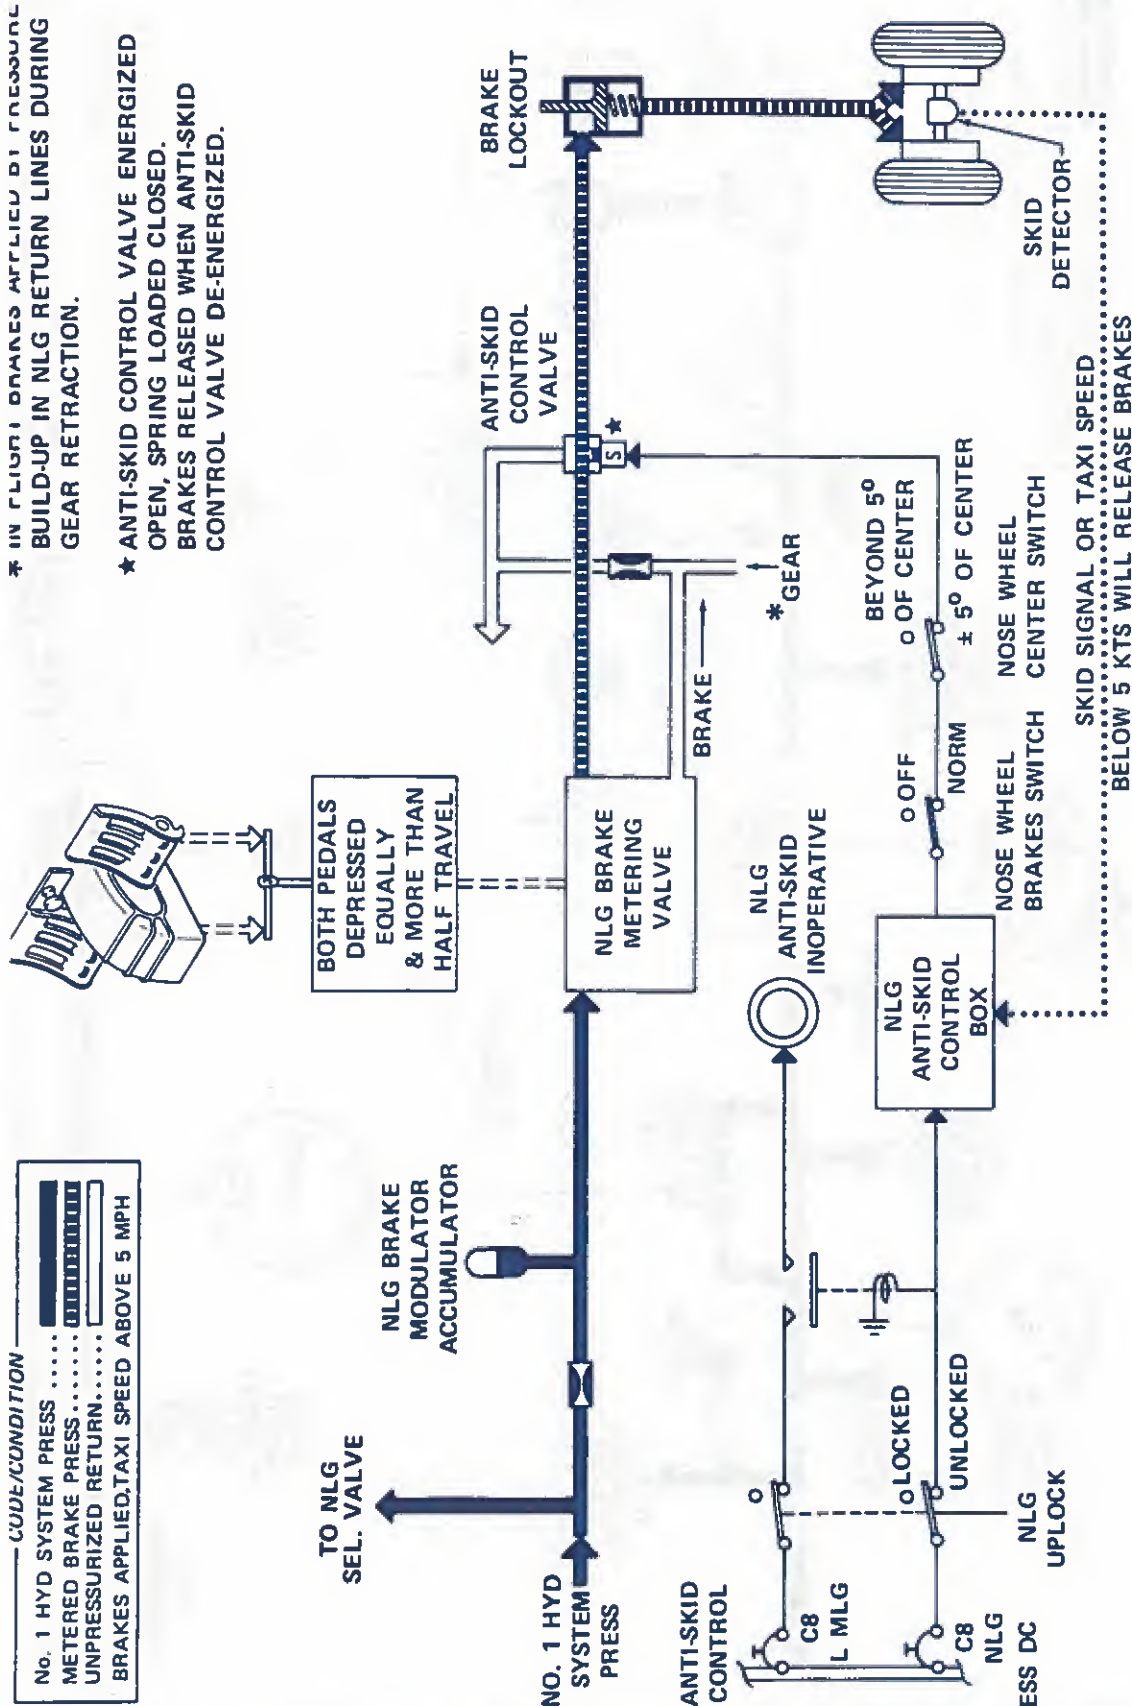 CODE/CONDITION
No. 1 HYD SYSTEM PRESS .....
METERED BRAKE PRESS .......
UNPRESSURIZED RETURN.....
BRAKES APPLIED,TAXI SPEED ABOVE 5 MPH
* IN FLIGHT BRAKES APPLIED BY PRESSURE
BUILD-UP IN NLG RETURN LINES DURING
GEAR RETRACTION.
★ ANTI-SKID CONTROL VALVE ENERGIZED
OPEN, SPRING LOADED CLOSED.
BRAKES RELEASED WHEN ANTI-SKID
CONTROL VALVE DE-ENERGIZED.
TO NLG
SEL. VALVE
NLG BRAKE
MODULATOR
ACCUMULATOR
BOTH PEDALS
DEPRESSED
EQUALLY
& MORE THAN
HALF TRAVEL
ANTI-SKID
CONTROL
VALVE
BRAKE
LOCKOUT
NO. 1 HYD
SYSTEM
PRESS
NLG BRAKE
METERING
VALVE
S
★
BRAKE
*GEAR
ANTI-SKID
CONTROL
C8
L MLG
NLG
ANTI-SKID
INOPERATIVE
SKID
DETECTOR
C8
NLG
ESS DC
LOCKED
UNLOCKED
NLG
UPLOCK
NLG
ANTI-SKID
CONTROL
BOX
OFF
NORM
NOSE WHEEL
BRAKES SWITCH
BEYOND 5°
OF CENTER
± 5° OF CENTER
NOSE WHEEL
CENTER SWITCH
SKID SIGNAL OR TAXI SPEED
BELOW 5 KTS WILL RELEASE BRAKES